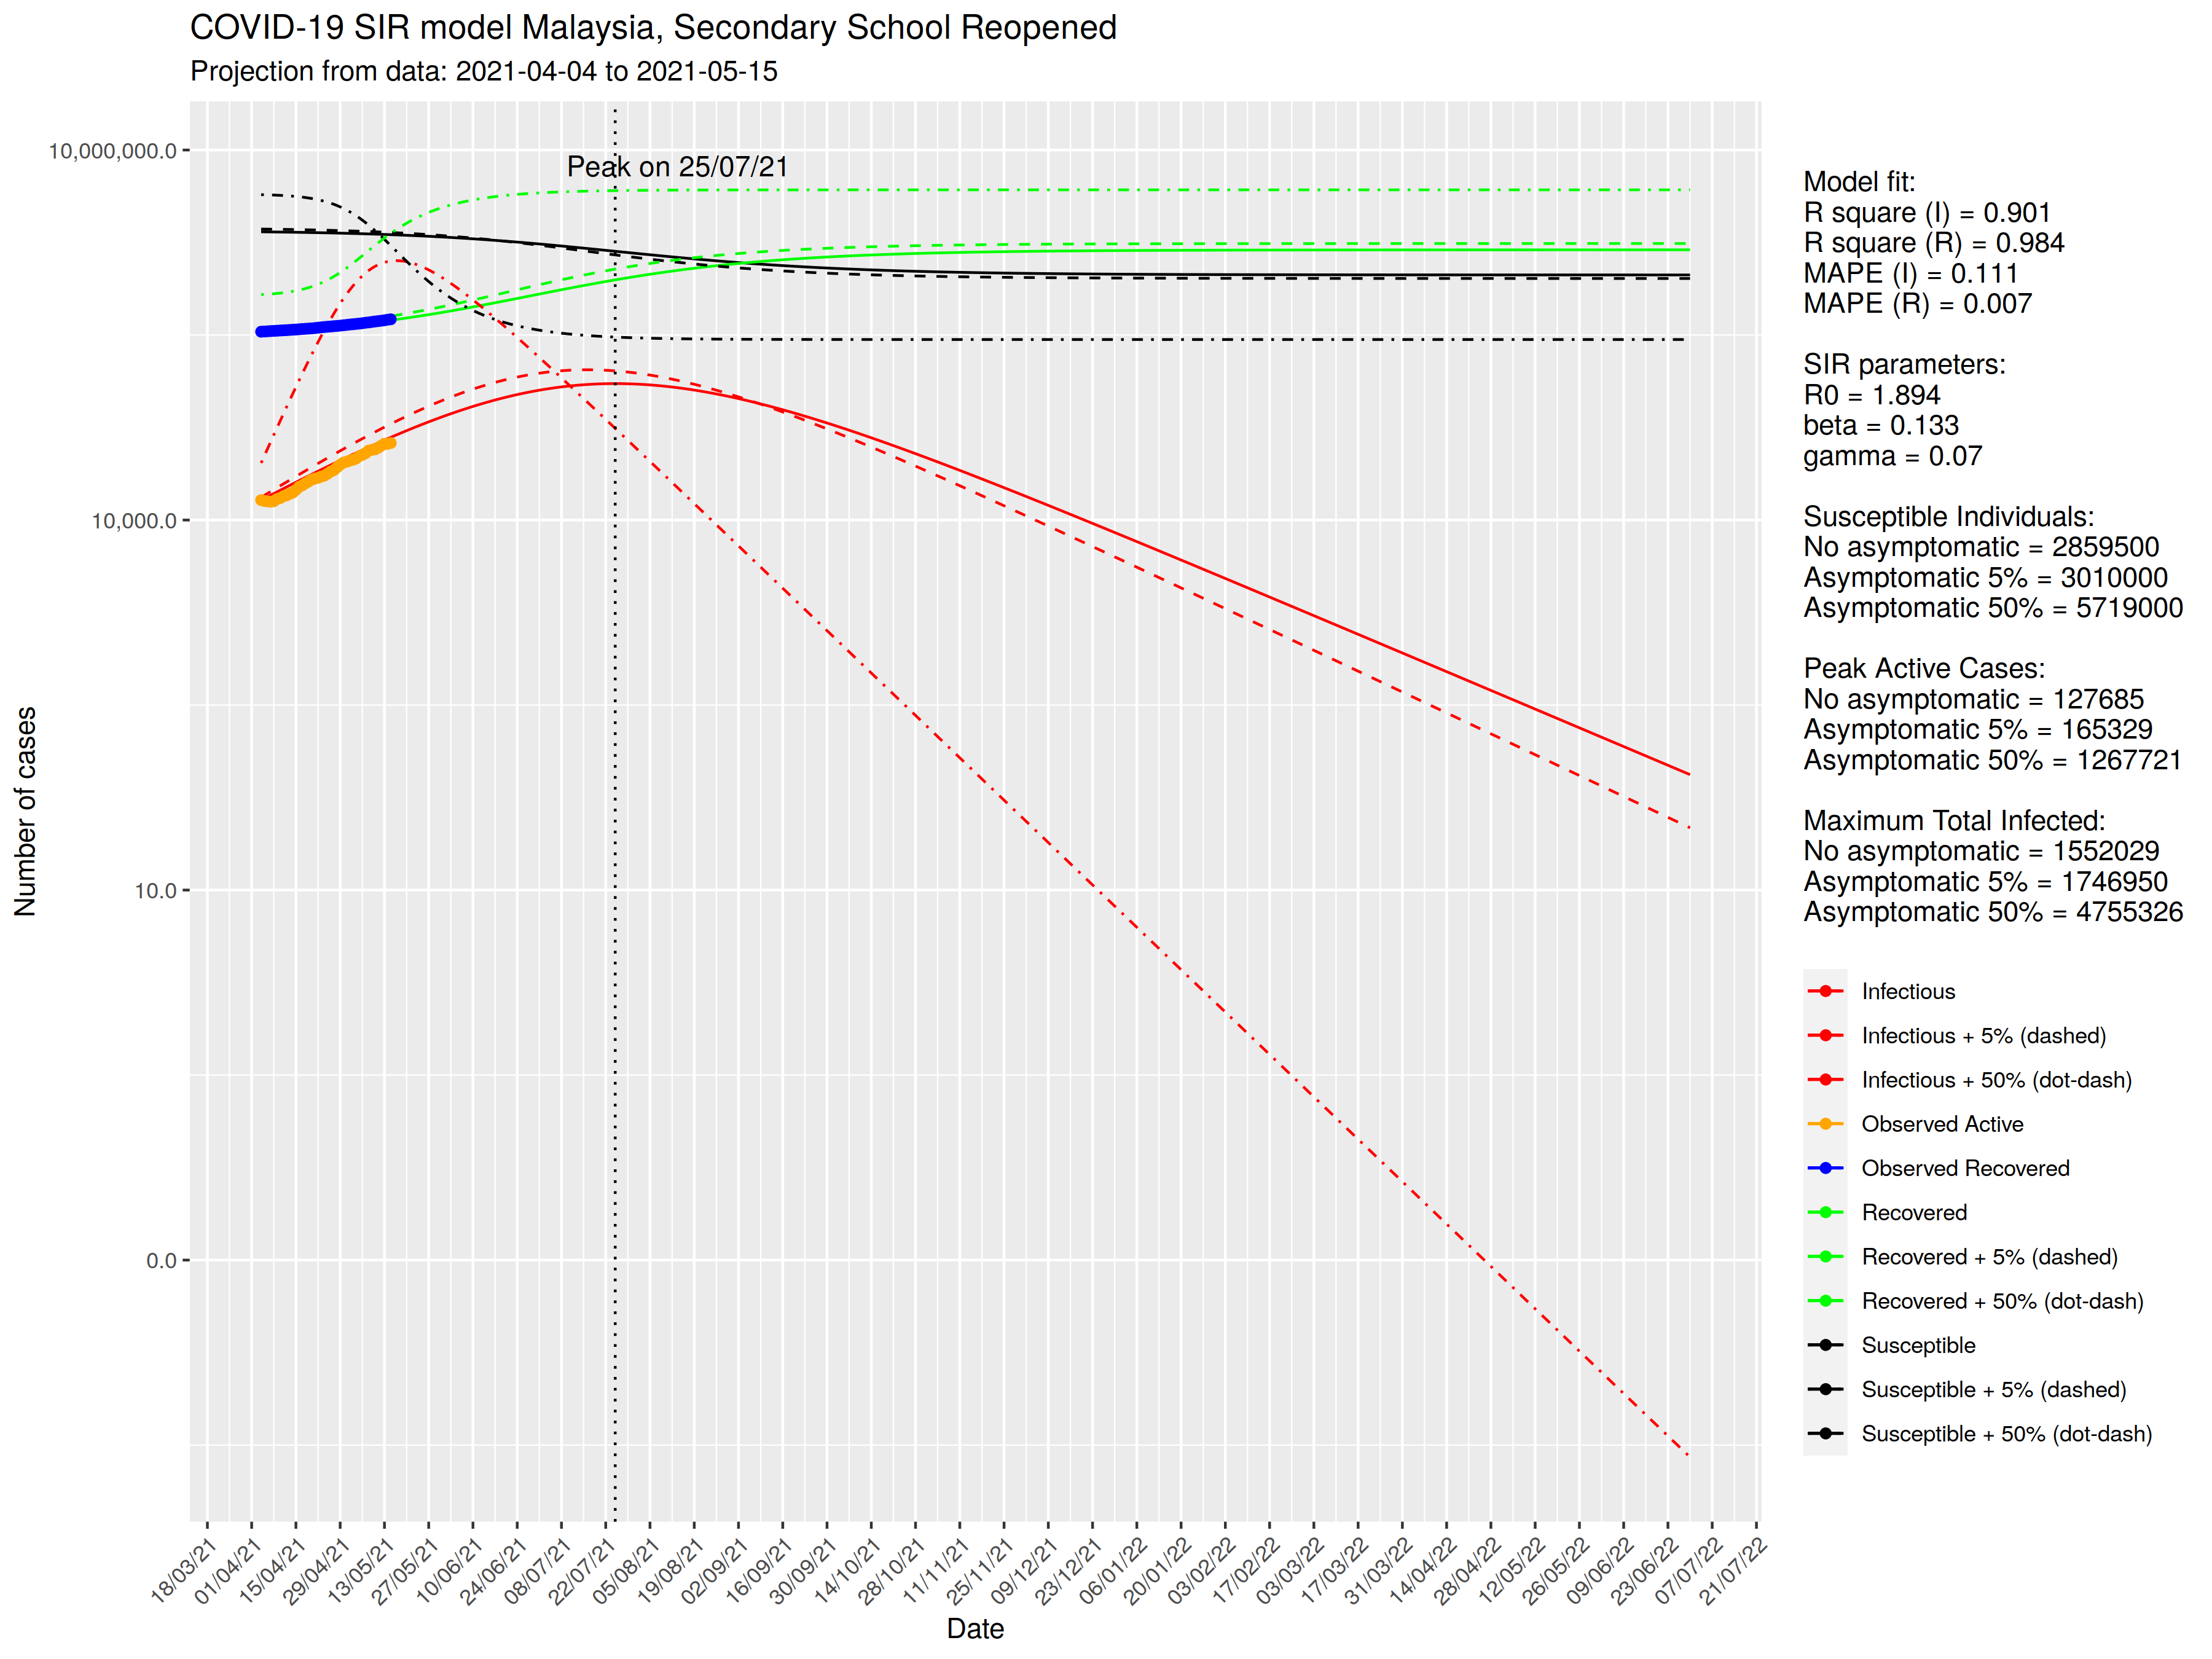 COVID-19 SIR model Malaysia, Secondary School Reopened
Projection from data: 2021-04-04 to 2021-05-15
Peak on 25/07/21
Number of cases
10,000,000.0
10,000.0
10.0
0.0
18/03/21
01/04/21
15/04/21
29/04/21
13/05/21
27/05/21
10/06/21
24/06/21
08/07/21
22/07/21
05/08/21
19/08/21
02/09/21
16/09/21
30/09/21
14/10/21
28/10/21
11/11/21
25/11/21
09/12/21
23/12/21
06/01/22
20/01/22
03/02/22
17/02/22
03/03/22
17/03/22
31/03/22
14/04/22
28/04/22
12/05/22
26/05/22
09/06/22
23/06/22
07/07/22
21/07/22
Date
Model fit:
R square (I) = 0.901
R square (R) = 0.984
MAPE (I) = 0.111
MAPE (R) = 0.007
SIR parameters:
R0 = 1.894
beta = 0.133
gamma = 0.07
Susceptible Individuals:
No asymptomatic = 2859500
Asymptomatic 5% = 3010000
Asymptomatic 50% = 5719000
Peak Active Cases:
No asymptomatic = 127685
Asymptomatic 5% = 165329
Asymptomatic 50% = 1267721
Maximum Total Infected:
No asymptomatic = 1552029
Asymptomatic 5% = 1746950
Asymptomatic 50% = 4755326
Infectious
Infectious + 5% (dashed)
Infectious + 50% (dot-dash)
Observed Active
Observed Recovered
Recovered
Recovered + 5% (dashed)
Recovered + 50% (dot-dash)
Susceptible
Susceptible + 5% (dashed)
Susceptible + 50% (dot-dash)